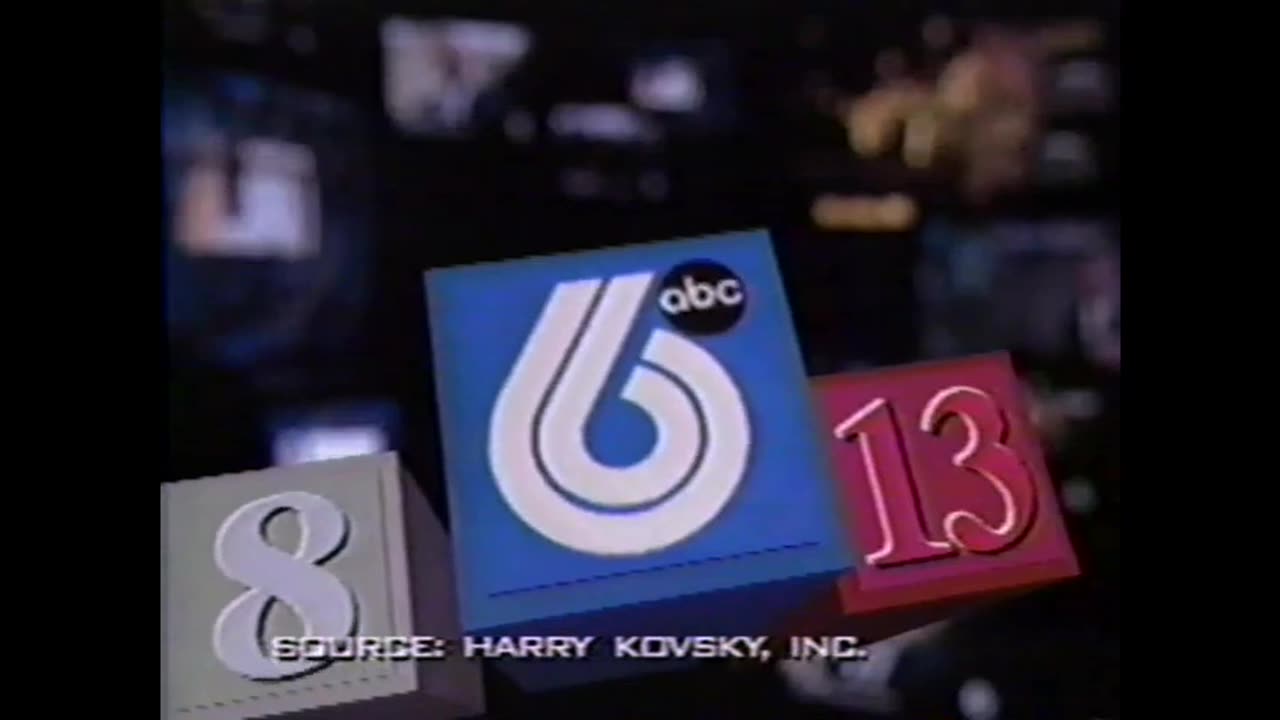 abc
6
13
8
SOURCE: HARRY KOVSKY, INC.